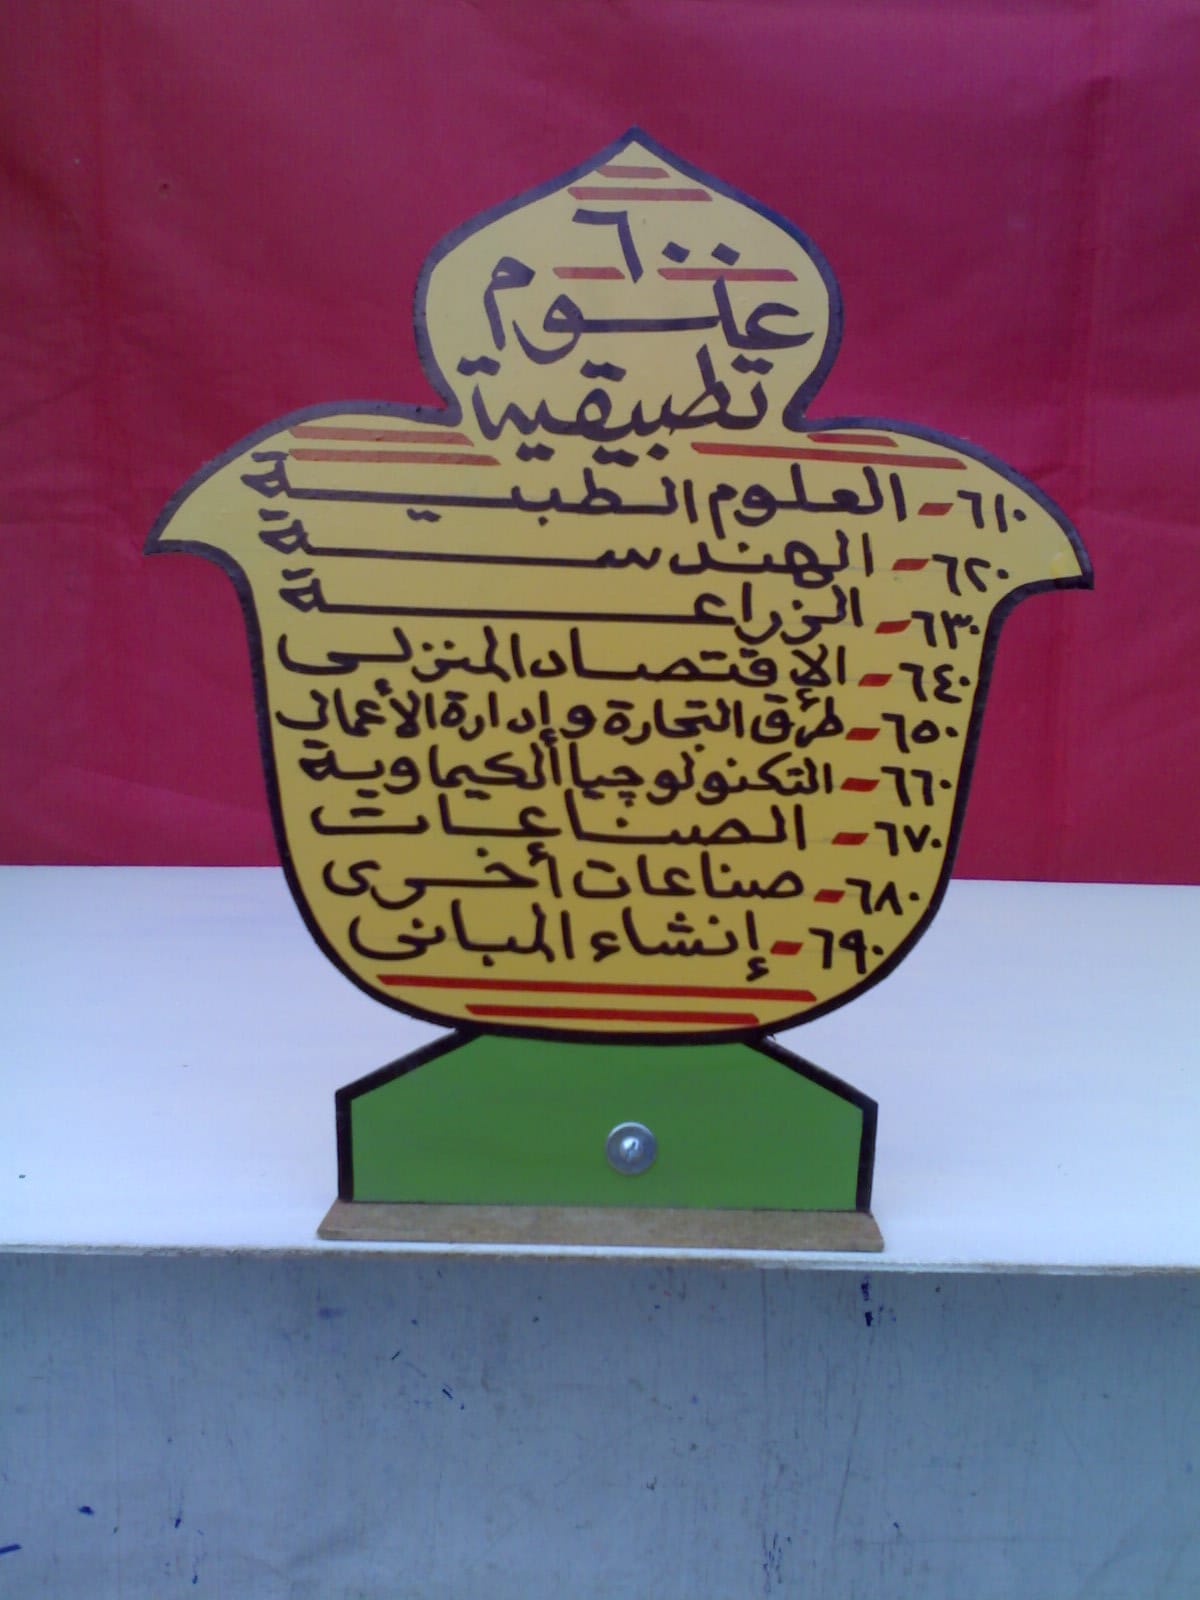 ٦٠٠
علوم
تطبيقية
٦١٠- العلوم الطبية
٦٢٠- الهندسة
٦٣٠- الزراعة
٦٤٠- الاقتصاد المنزلى
٦٥٠- طرق التجارة وإدارة الأعمال
٦٦٠- التكنولوجيا الكيماوية
٦٧٠- الصناعات
٦٨٠- صناعات أخرى
٦٩٠- إنشاء المبانى